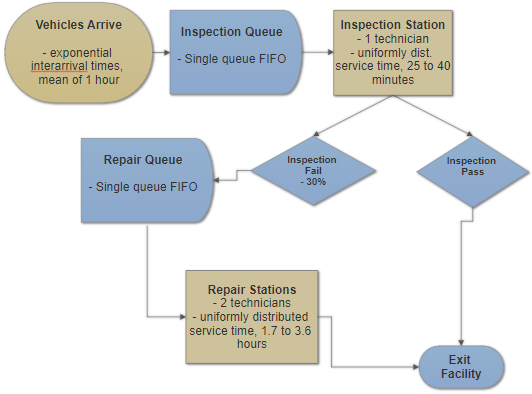 Vehicles Arrive
- exponential
interarrival times,
mean of 1 hour
Inspection Queue
- Single queue FIFO
Inspection Station
- 1 technician
- uniformly dist.
service time, 25 to 40
minutes
Repair Queue
- Single queue FIFO
Inspection
Fail
- 30%
Inspection
Pass
Repair Stations
- 2 technicians
- uniformly distributed
service time, 1.7 to 3.6
hours
Exit
Facility